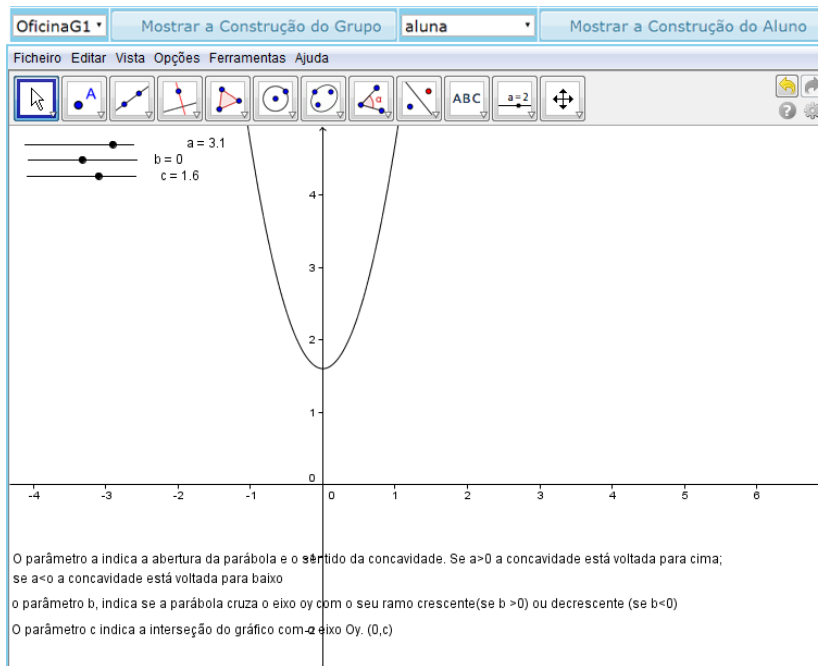 OficinaG1 Mostrar a Construção do Grupo aluna Mostrar a Construção do Aluno
Ficheiro Editar Vista Opções Ferramentas Ajuda
A α ABC a=2
a = 3.1
b = 0
c = 1.6
4
3
2
1
0
-4 -3 -2 -1 0 1 2 3 4 5 6
-1
O parâmetro a indica a abertura da parábola e o sentido da concavidade. Se a>0 a concavidade está voltada para cima;
se a<o a concavidade está voltada para baixo
o parâmetro b, indica se a parábola cruza o eixo oy com o seu ramo crescente(se b >0) ou decrescente (se b<0)
O parâmetro c indica a interseção do gráfico com o eixo Oy. (0,c)
-2